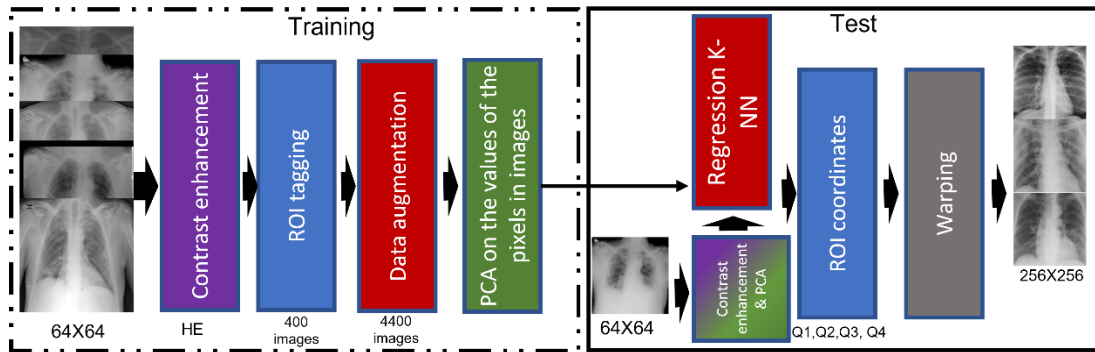 Training
Contrast enhancement
ROI tagging
Data augmentation
PCA on the values of the
pixels in images
64X64
HE
400
images
4400
images
Test
Regression K-
NN
Contrast
enhancement
& PCA
64X64
ROI coordinates
Q1,Q2,Q3, Q4
Warping
256X256